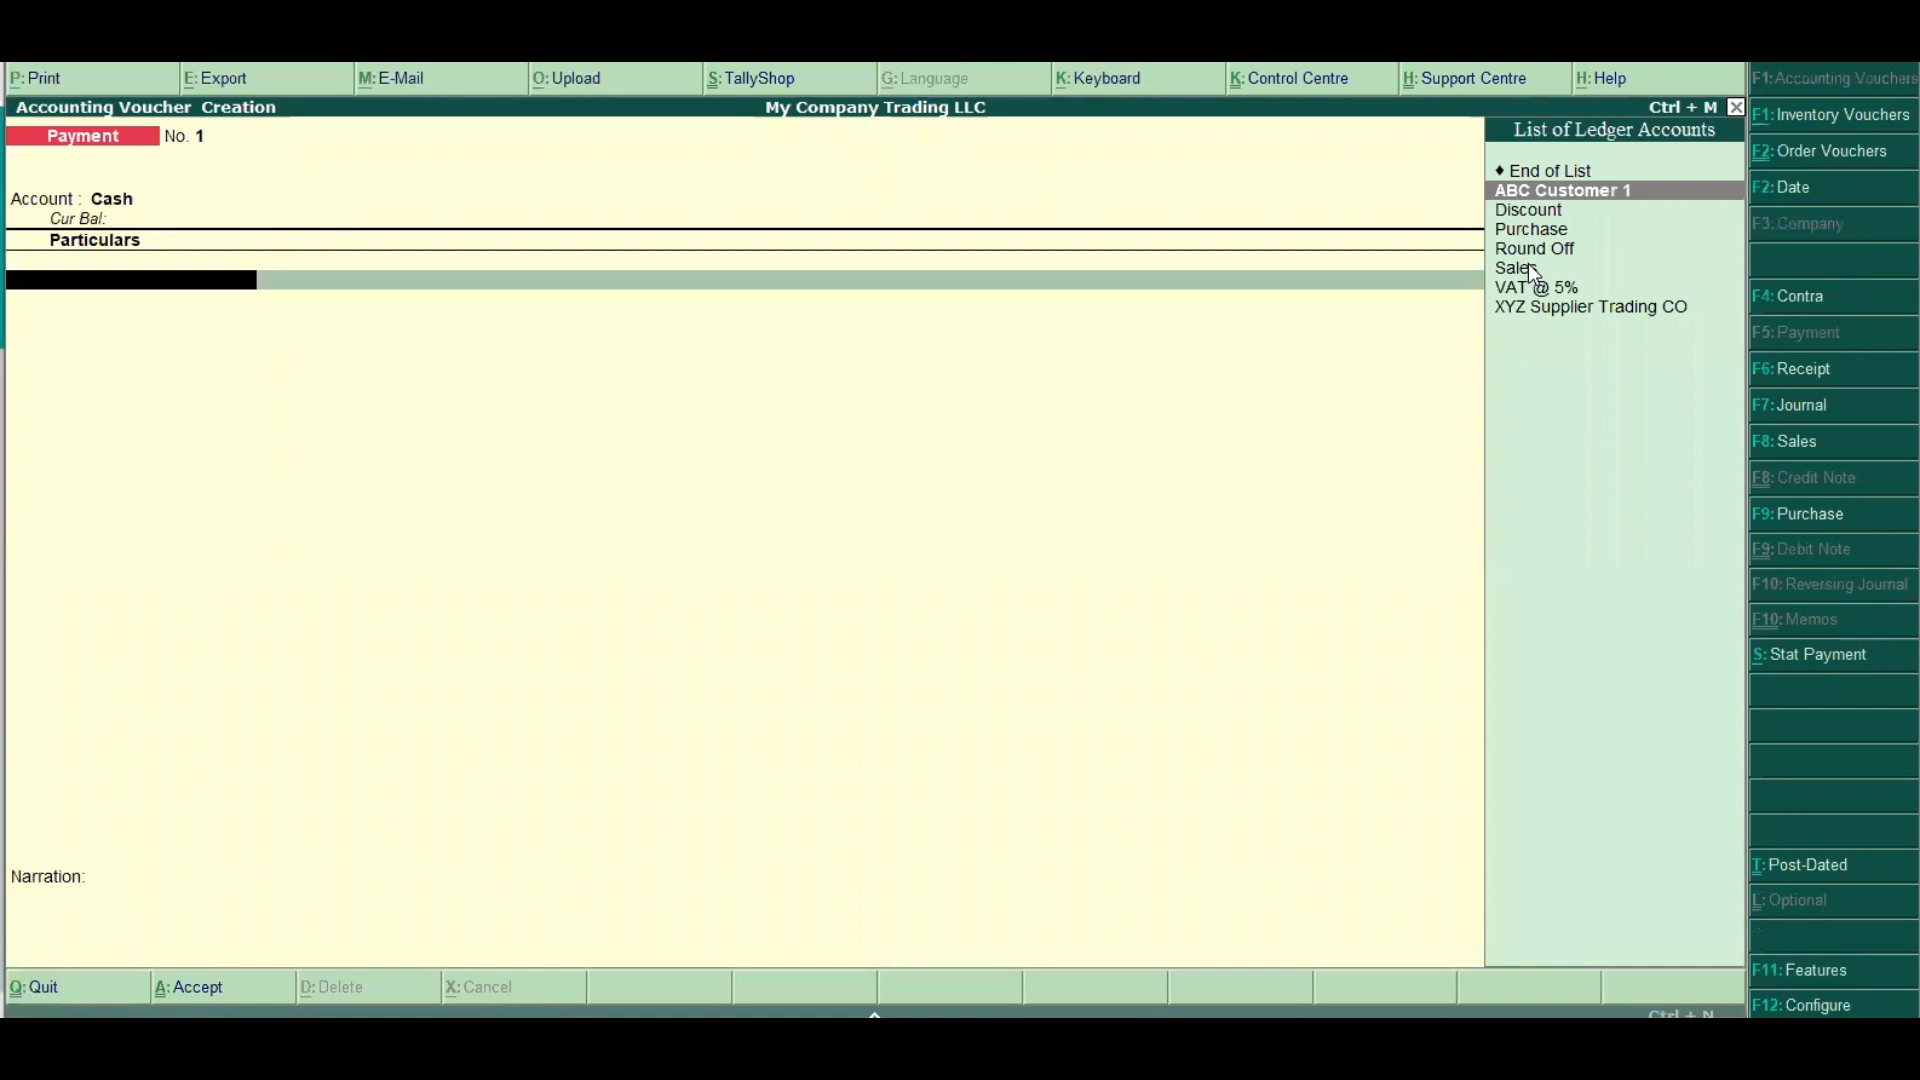 P: Print E: Export M: E-Mail O: Upload S: TallyShop G: Language K: Keyboard K: Control Centre H: Support Centre H: Help
Accounting Voucher Creation My Company Trading LLC Ctrl + M
Payment No. 1
Account : Cash
Cur Bal:
Particulars
Narration:
List of Ledger Accounts
♦ End of List
ABC Customer 1
Discount
Purchase
Round Off
Sales
VAT @ 5%
XYZ Supplier Trading CO
F1: Accounting Vouchers
F1: Inventory Vouchers
F2: Order Vouchers
F2: Date
F3: Company
F4: Contra
F5: Payment
F6: Receipt
F7: Journal
F8: Sales
F8: Credit Note
F9: Purchase
F9: Debit Note
F10: Reversing Journal
F10: Memos
S: Stat Payment
T: Post-Dated
L: Optional
F11: Features
F12: Configure
Q: Quit A: Accept D: Delete X: Cancel
Ctrl + N